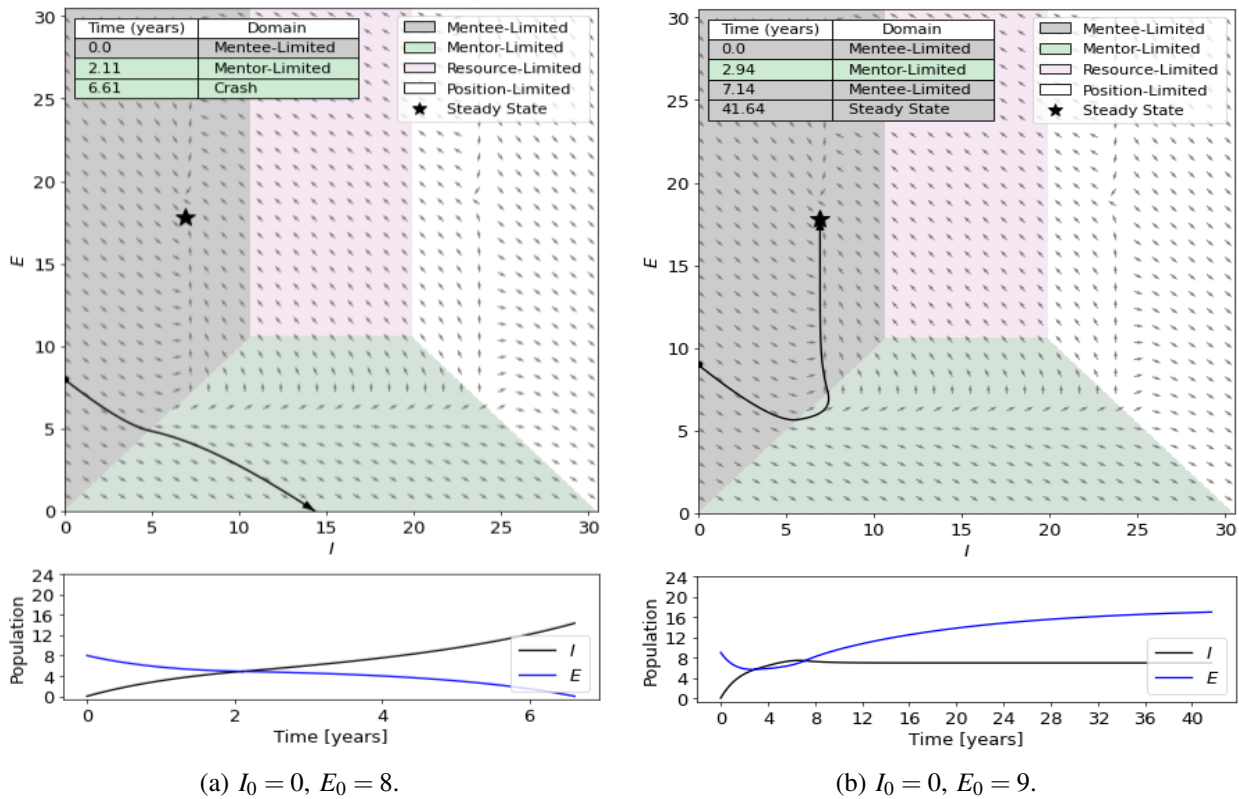 Time (years) Domain
0.0 Mentee-Limited
2.11 Mentor-Limited
6.61 Crash
Mentee-Limited
Mentor-Limited
Resource-Limited
Position-Limited
Steady State
30
25
20
15
10
5
0
E
0 5 10 15 20 25 30
I
24
20
16
12
8
4
0
Population
I
E
0 2 4 6
Time [years]
(a) I₀ = 0, E₀ = 8.
Time (years) Domain
0.0 Mentee-Limited
2.94 Mentor-Limited
7.14 Mentee-Limited
41.64 Steady State
Mentee-Limited
Mentor-Limited
Resource-Limited
Position-Limited
Steady State
30
25
20
15
10
5
0
E
0 5 10 15 20 25 30
I
24
20
16
12
8
4
0
Population
I
E
0 4 8 12 16 20 24 28 32 36 40
Time [years]
(b) I₀ = 0, E₀ = 9.